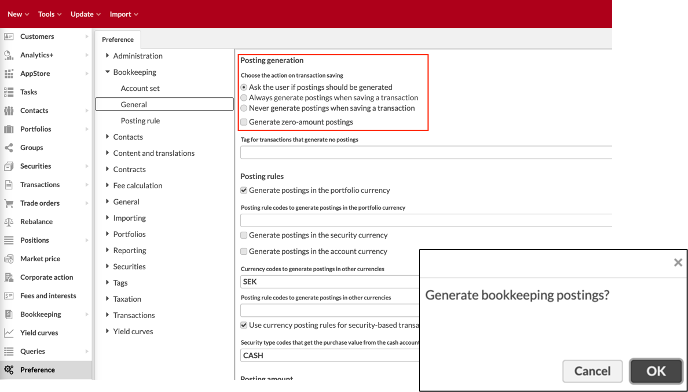 New Tools Update Import
Customers
Analytics+
AppStore
Tasks
Contacts
Portfolios
Groups
Securities
Transactions
Trade orders
Rebalance
Positions
Market price
Corporate action
Fees and interests
Bookkeeping
Yield curves
Queries
Preference
Preference
Administration
Bookkeeping
Account set
General
Posting rule
Contacts
Content and translations
Contracts
Fee calculation
General
Importing
Portfolios
Reporting
Securities
Tags
Taxation
Transactions
Yield curves
Posting generation
Choose the action on transaction saving
Ask the user if postings should be generated
Always generate postings when saving a transaction
Never generate postings when saving a transaction
Generate zero-amount postings
Tag for transactions that generate no postings
Posting rules
Generate postings in the portfolio currency
Posting rule codes to generate postings in the portfolio currency
Generate postings in the security currency
Generate postings in the account currency
Currency codes to generate postings in other currencies
SEK
Posting rule codes to generate postings in other currencies
Use currency posting rules for security-based transa
Security type codes that get the purchase value from the cash account
CASH
Posting amount
Generate bookkeeping postings?
Cancel OK